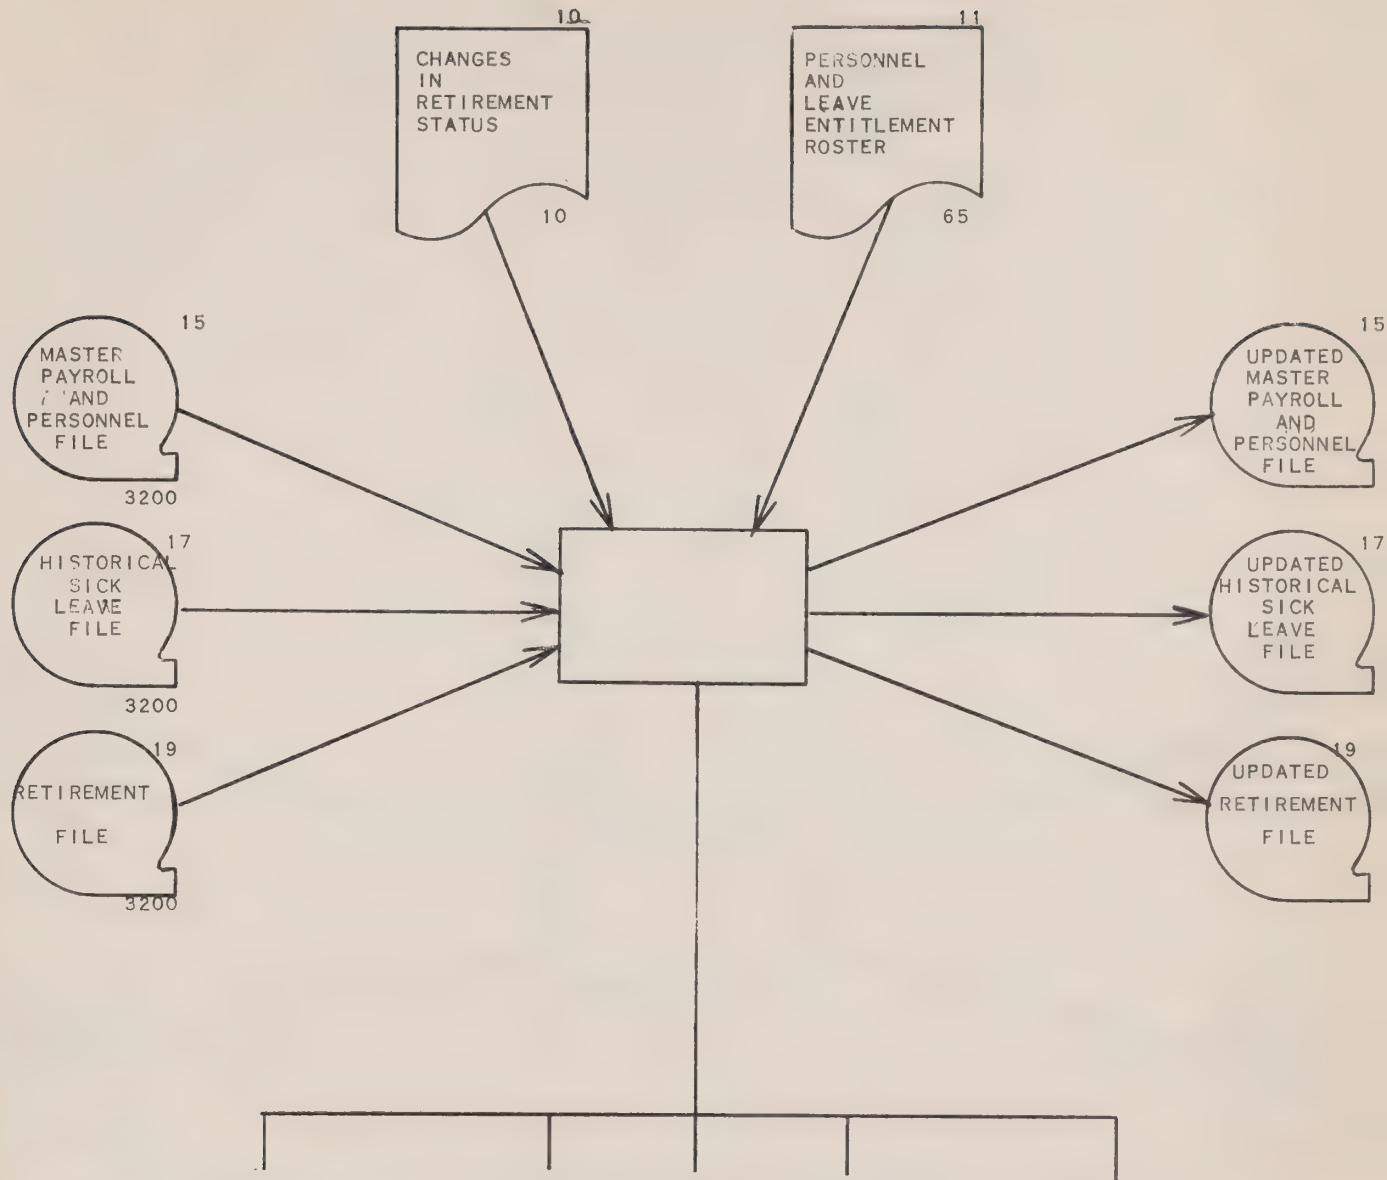 10
CHANGES
IN
RETIREMENT
STATUS
10
11
PERSONNEL
AND
LEAVE
ENTITLEMENT
ROSTER
65
15
MASTER
PAYROLL
AND
PERSONNEL
FILE
3200
17
HISTORICAL
SICK
LEAVE
FILE
3200
19
RETIREMENT
FILE
3200
15
UPDATED
MASTER
PAYROLL
AND
PERSONNEL
FILE
17
UPDATED
HISTORICAL
SICK
LEAVE
FILE
19
UPDATED
RETIREMENT
FILE